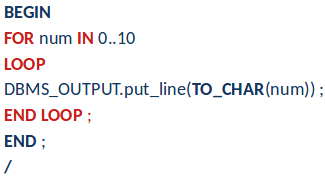 BEGIN
FOR num IN 0..10
LOOP
DBMS_OUTPUT.put_line(TO_CHAR(num)) ;
END LOOP ;
END ;
/